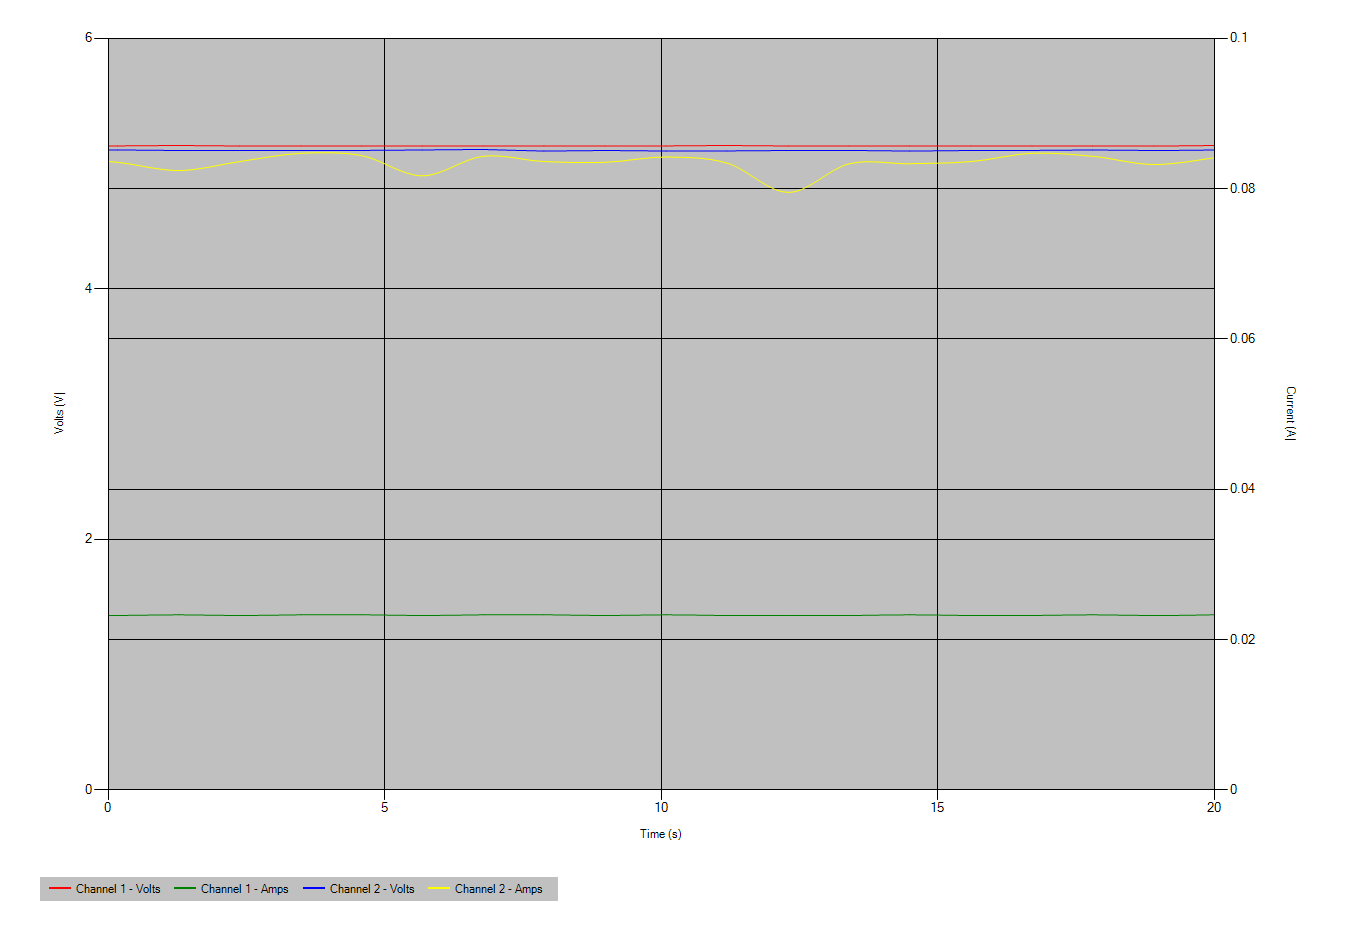 6
0.1
0.08
4
0.06
Volts (V)
Current (A)
0.04
2
0.02
0
0
0
5
10
15
20
Time (s)
Channel 1 - Volts
Channel 1 - Amps
Channel 2 - Volts
Channel 2 - Amps